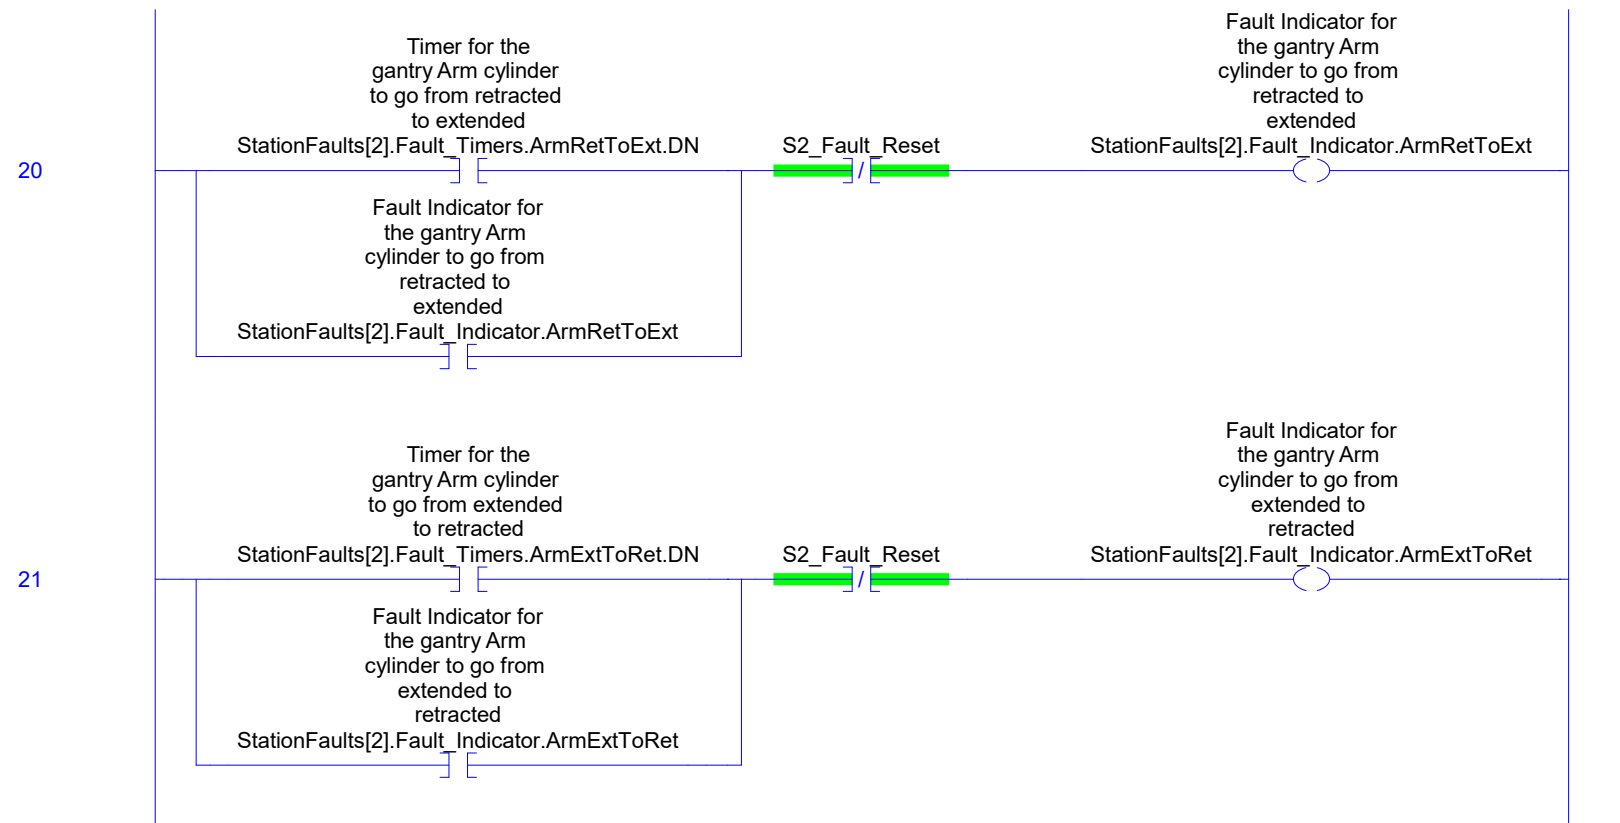 Timer for the
gantry Arm cylinder
to go from retracted
to extended
StationFaults[2].Fault_Timers.ArmRetToExt.DN
S2_Fault_Reset
Fault Indicator for
the gantry Arm
cylinder to go from
retracted to
extended
StationFaults[2].Fault_Indicator.ArmRetToExt
20
/
Fault Indicator for
the gantry Arm
cylinder to go from
retracted to
extended
StationFaults[2].Fault_Indicator.ArmRetToExt
Timer for the
gantry Arm cylinder
to go from extended
to retracted
StationFaults[2].Fault_Timers.ArmExtToRet.DN
S2_Fault_Reset
Fault Indicator for
the gantry Arm
cylinder to go from
extended to
retracted
StationFaults[2].Fault_Indicator.ArmExtToRet
21
/
Fault Indicator for
the gantry Arm
cylinder to go from
extended to
retracted
StationFaults[2].Fault_Indicator.ArmExtToRet